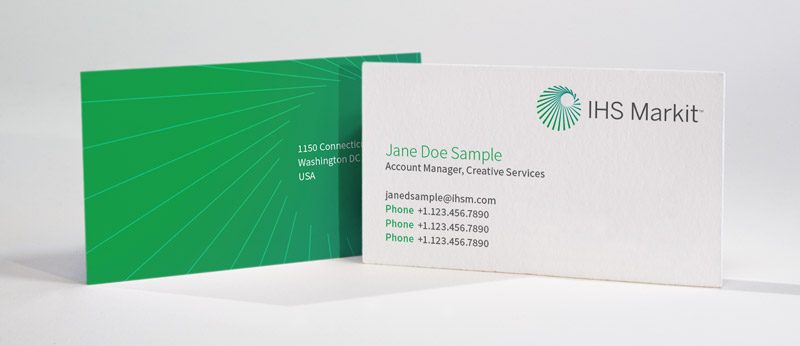 1150 Connectic
Washington DC
USA
IHS Markit™
Jane Doe Sample
Account Manager, Creative Services
janedsample@ihsm.com
Phone +1.123.456.7890
Phone +1.123.456.7890
Phone +1.123.456.7890